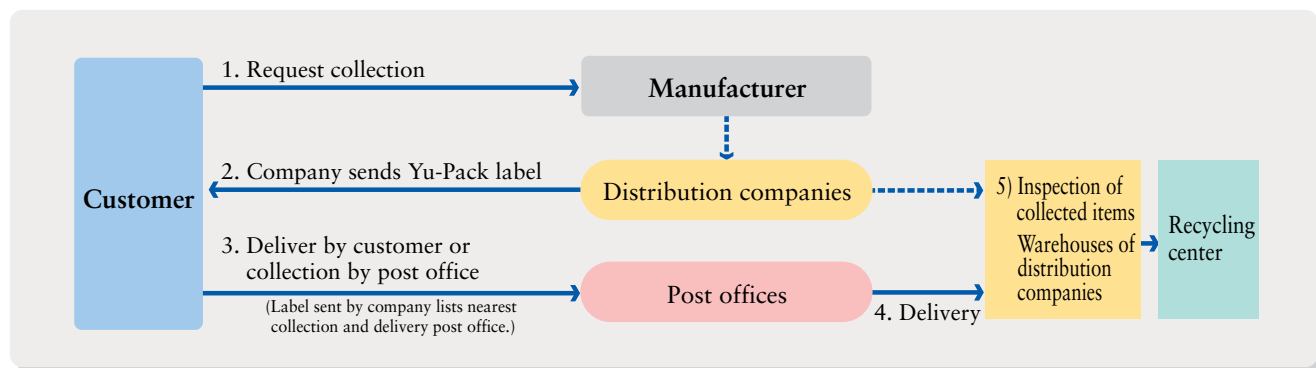 1. Request collection
Manufacturer
2. Company sends Yu-Pack label
Customer
Distribution companies
3. Deliver by customer or
collection by post office
(Label sent by company lists nearest
collection and delivery post office.)
Post offices
4. Delivery
5) Inspection of
collected items
Warehouses of
distribution
companies
Recycling
center